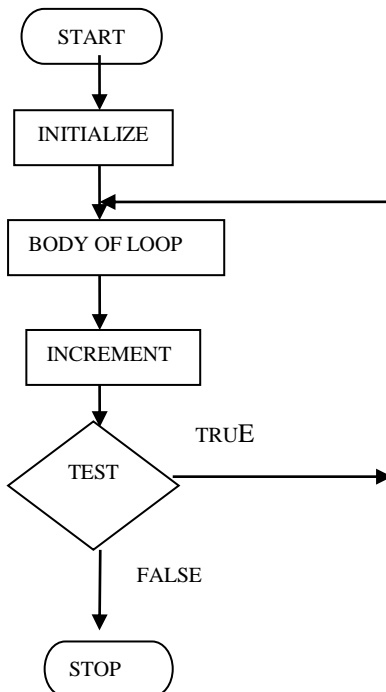 START
INITIALIZE
BODY OF LOOP
INCREMENT
TRUE
TEST
FALSE
STOP